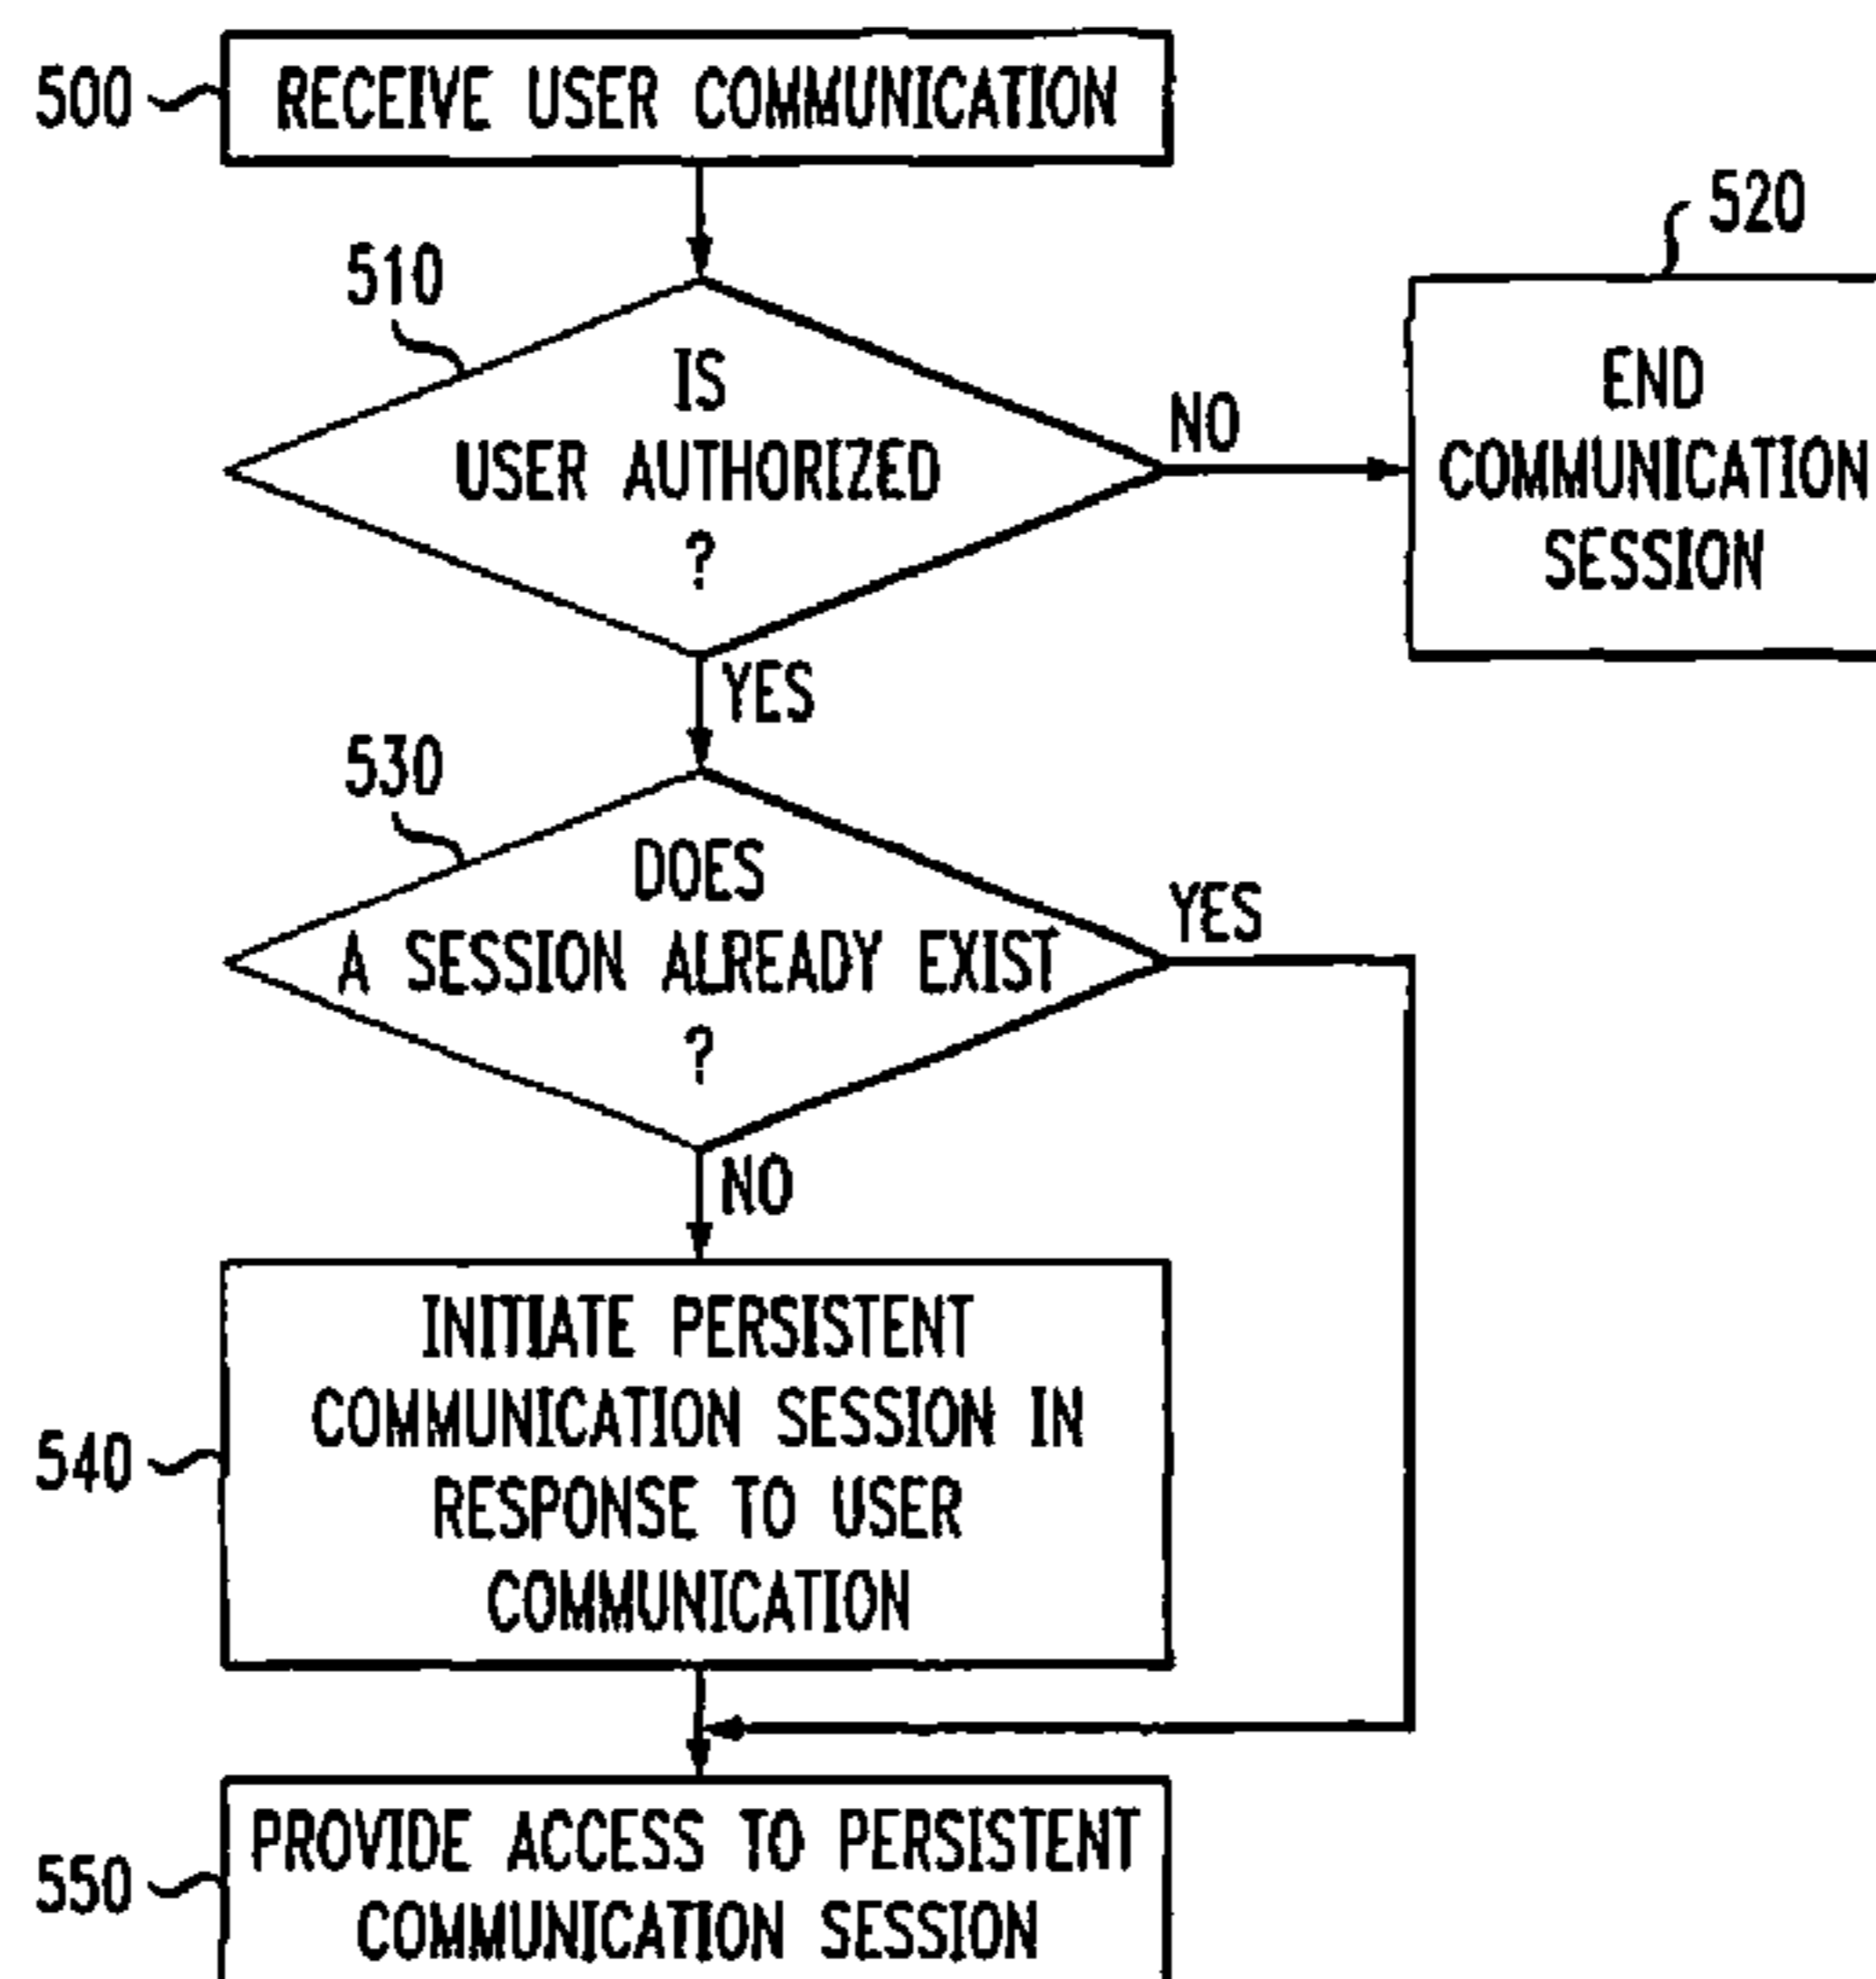 500
RECEIVE USER COMMUNICATION
510
IS
USER AUTHORIZED
?
NO
520
END
COMMUNICATION
SESSION
YES
530
DOES
A SESSION ALREADY EXIST
?
YES
NO
540
INITIATE PERSISTENT
COMMUNICATION SESSION IN
RESPONSE TO USER
COMMUNICATION
550
PROVIDE ACCESS TO PERSISTENT
COMMUNICATION SESSION